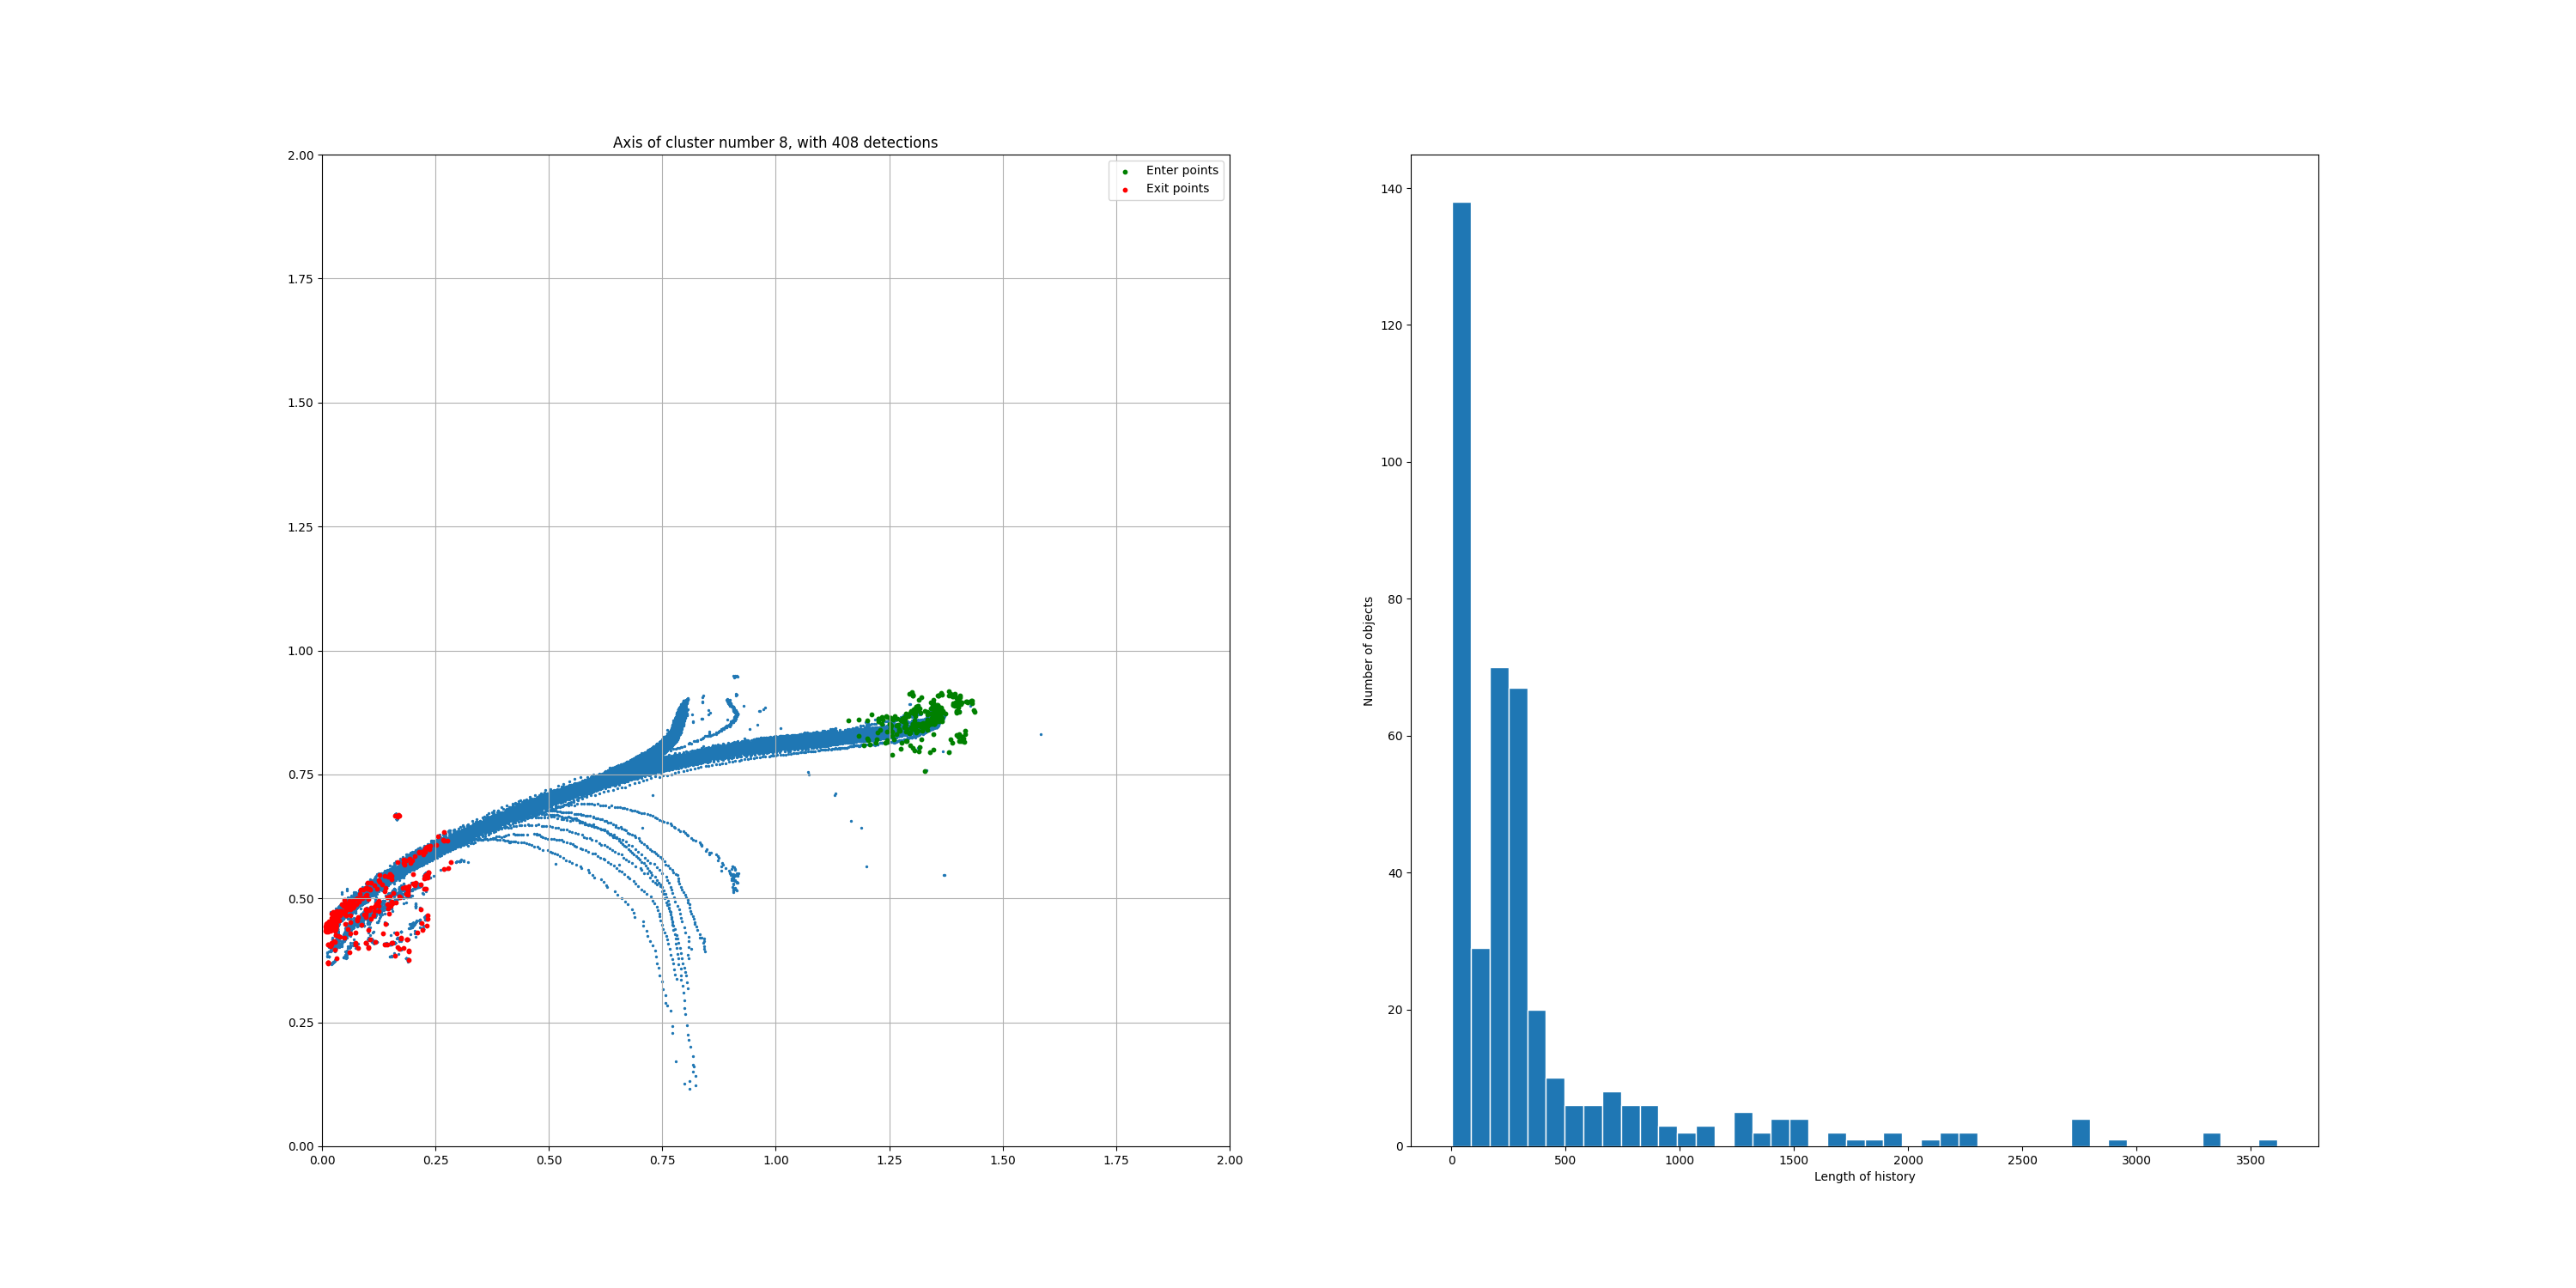 Axis of cluster number 8, with 408 detections
Enter points
Exit points
2.00
1.75
1.50
1.25
1.00
0.75
0.50
0.25
0.00
0.00 0.25 0.50 0.75 1.00 1.25 1.50 1.75 2.00
Number of objects
140
120
100
80
60
40
20
0
0 500 1000 1500 2000 2500 3000 3500
Length of history